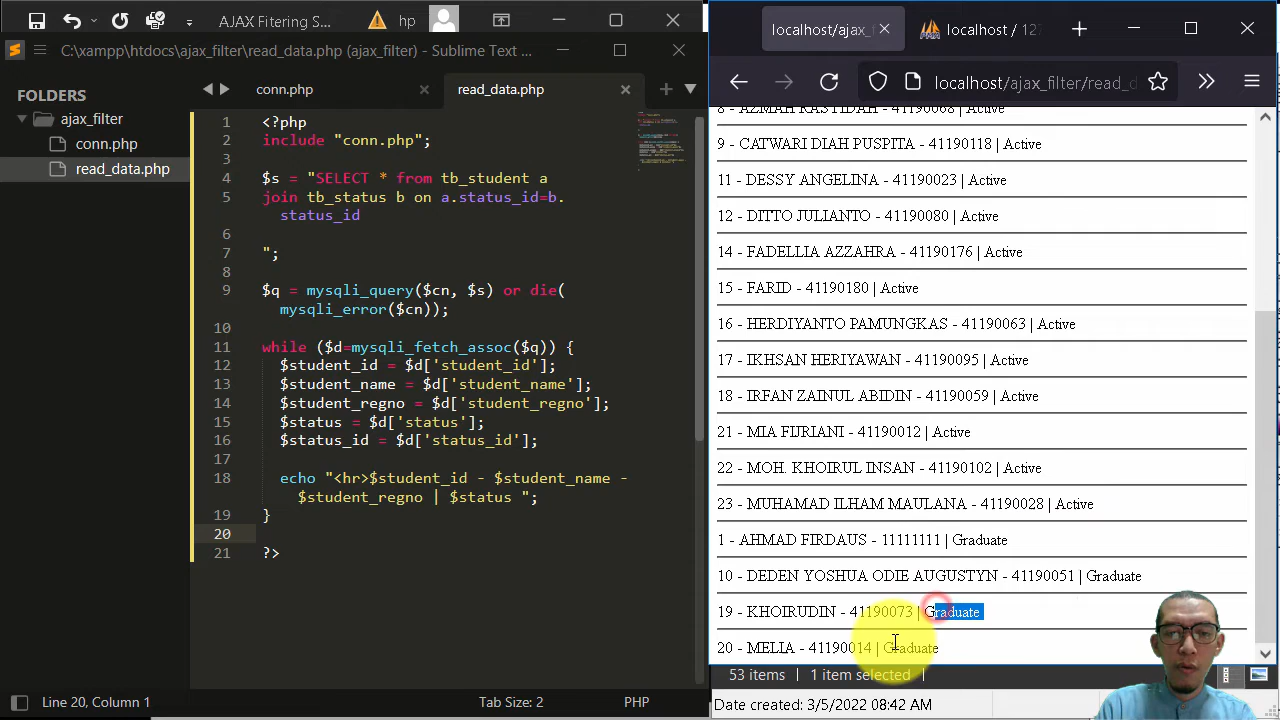 AJAX Fitering S...
hp
C:\xampp\htdocs\ajax_filter\read_data.php (ajax_filter) - Sublime Text ...
FOLDERS
ajax_filter
conn.php
read_data.php
conn.php
read_data.php
1 <?php
2 include "conn.php";
3
4 $s = "SELECT * from tb_student a
5 join tb_status b on a.status_id=b.
status_id
6
7 ";
8
9 $q = mysqli_query($cn, $s) or die(
mysqli_error($cn));
10
11 while ($d=mysqli_fetch_assoc($q)) {
12 $student_id = $d['student_id'];
13 $student_name = $d['student_name'];
14 $student_regno = $d['student_regno'];
15 $status = $d['status'];
16 $status_id = $d['status_id'];
17
18 echo "<hr>$student_id - $student_name -
$student_regno | $status ";
19 }
20
21 ?>
Line 20, Column 1
Tab Size: 2
PHP
localhost/ajax_f
localhost / 127
localhost/ajax_filter/read_d
9 - CATWARI DIAH PUSPITA - 41190118 | Active
11 - DESSY ANGELINA - 41190023 | Active
12 - DITTO JULIANTO - 41190080 | Active
14 - FADELLIA AZZAHRA - 41190176 | Active
15 - FARID - 41190180 | Active
16 - HERDIYANTO PAMUNGKAS - 41190063 | Active
17 - IKHSAN HERIYAWAN - 41190095 | Active
18 - IRFAN ZAINUL ABIDIN - 41190059 | Active
21 - MIA FIJRIANI - 41190012 | Active
22 - MOH. KHOIRUL INSAN - 41190102 | Active
23 - MUHAMAD ILHAM MAULANA - 41190028 | Active
1 - AHMAD FIRDAUS - 11111111 | Graduate
10 - DEDEN YOSHUA ODIE AUGUSTYN - 41190051 | Graduate
19 - KHOIRUDIN - 41190073 | Graduate
20 - MELIA - 41190014 | Graduate
53 items
1 item selected
Date created: 3/5/2022 08:42 AM